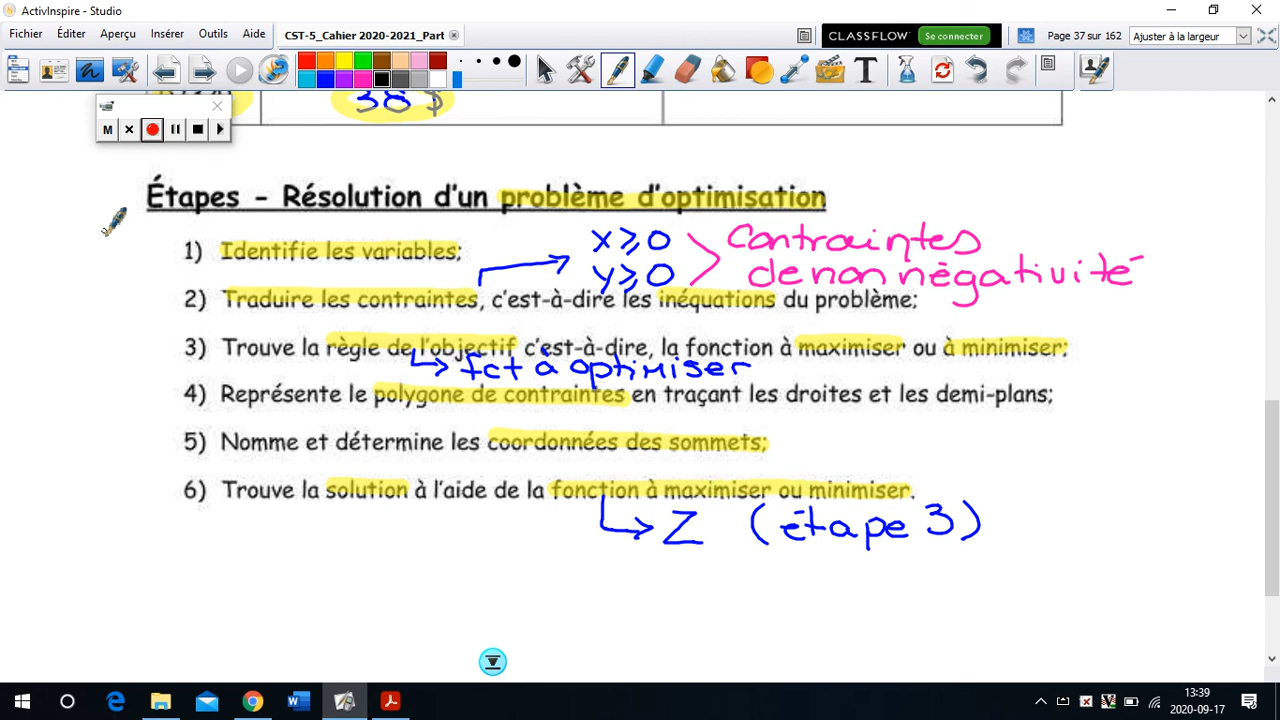 ActivInspire - Studio
Fichier Éditer Aperçu Insérer Outils Aide CST-5_Cahier 2020-2021_Part CLASSFLOW Se connecter Page 37 sur 162 Ajuster à la largeur
38 $
M
Étapes - Résolution d'un problème d'optimisation
x ≥ 0 contraintes
1) Identifie les variables;
y ≥ 0 de non négativité
2) Traduire les contraintes, c'est-à-dire les inéquations du problème;
3) Trouve la règle de l'objectif c'est-à-dire, la fonction à maximiser ou à minimiser;
↳ fct à optimiser
4) Représente le polygone de contraintes en traçant les droites et les demi-plans;
5) Nomme et détermine les coordonnées des sommets;
6) Trouve la solution à l'aide de la fonction à maximiser ou minimiser.
↳ Z (étape 3)
13:39
2020-09-17